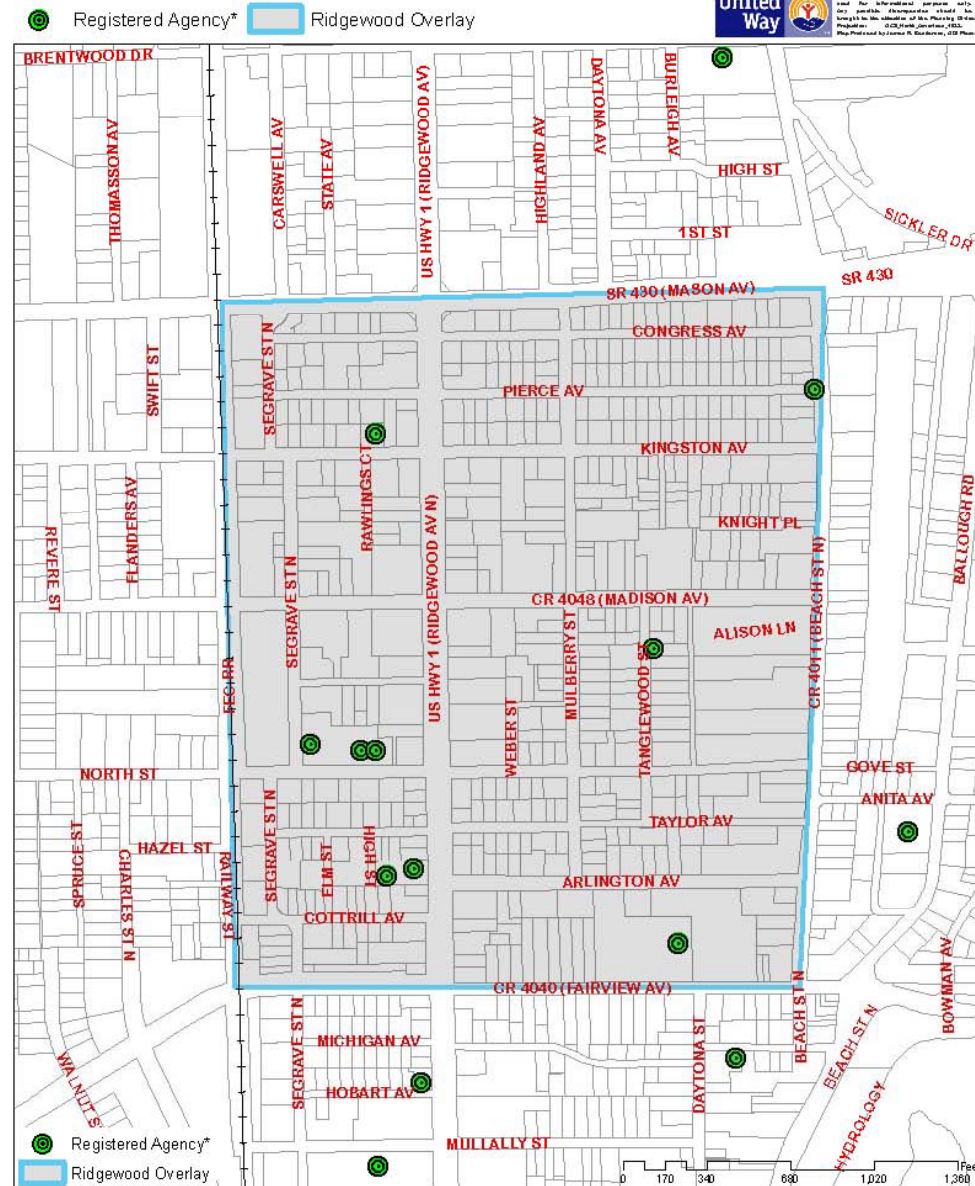 Registered Agency*
Ridgewood Overlay
United
Way
BRENTWOOD DR
THOMASSON AV
CARSWELL AV
STATE AV
US HWY 1 (RIDGEWOOD AV)
HIGHLAND AV
DAYTONA AV
BURLEIGH AV
HIGH ST
1ST ST
SICKLER DR
SR 430
SR 430 (MASON AV)
CONGRESS AV
SEGRAVE ST N
SWIFT ST
PIERCE AV
KINGSTON AV
RAWLINGS CT
KNIGHT PL
FLANDERS AV
REVERE ST
BALLOUGH RD
US HWY 1 (RIDGEWOOD AV N)
SEGRAVE ST N
CR 4048 (MADISON AV)
ALISON LN
CR 4011 (BEACH ST N)
MULBERRY ST
TANGLEWOOD ST
FEC RR
WEBER ST
NORTH ST
GOVE ST
ANITA AV
TAYLOR AV
SEGRAVE ST N
HIGH ST
ELM ST
HAZEL ST
SPRUCE ST
CHARLES ST N
RAILWAY ST
ARLINGTON AV
COTTRILL AV
BOWMAN AV
CR 4040 (FAIRVIEW AV)
BEACH ST N
SEGRAVE ST N
MICHIGAN AV
HOBART AV
DAYTONA ST
BEACH ST N
HYDROLOGY
MULLALLY ST
Registered Agency*
Ridgewood Overlay
0 170 340 680 1,020 1,360